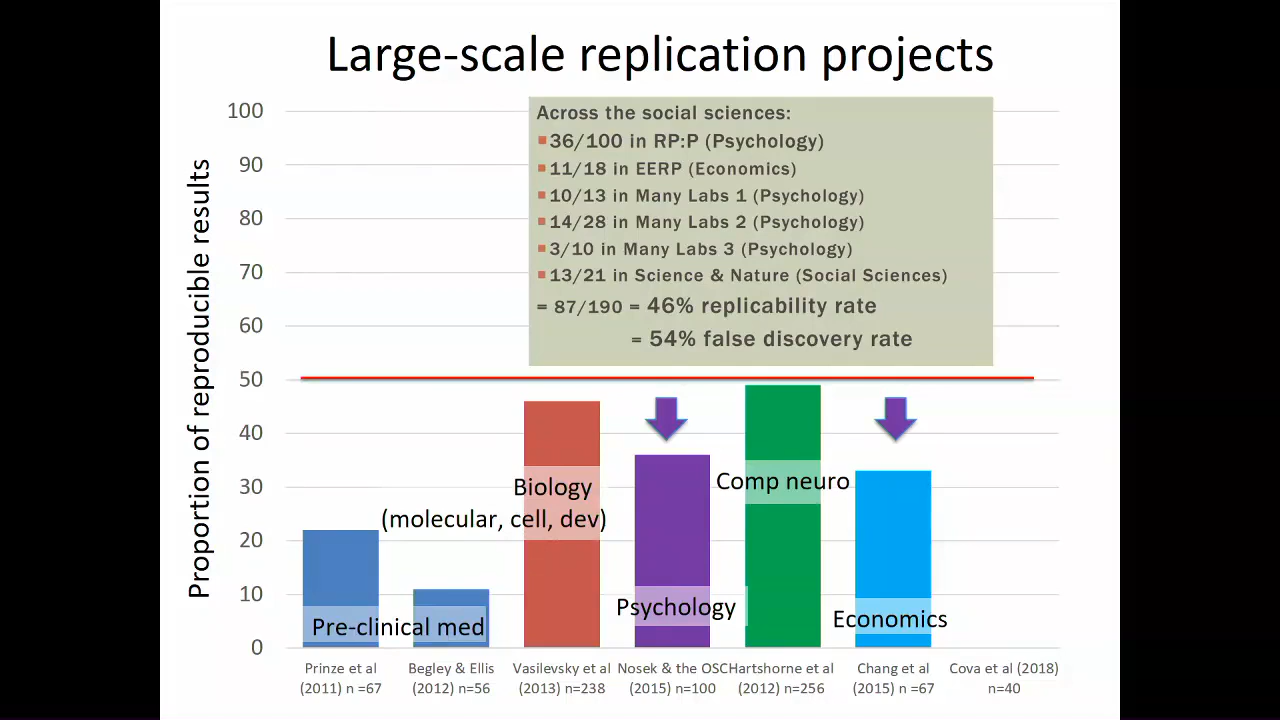 Large-scale replication projects
Proportion of reproducible results
100
90
80
70
60
50
40
30
20
10
0
Across the social sciences:
36/100 in RP:P (Psychology)
11/18 in EERP (Economics)
10/13 in Many Labs 1 (Psychology)
14/28 in Many Labs 2 (Psychology)
3/10 in Many Labs 3 (Psychology)
13/21 in Science & Nature (Social Sciences)
= 87/190 = 46% replicability rate
= 54% false discovery rate
Pre-clinical med
Biology
(molecular, cell, dev)
Psychology
Comp neuro
Economics
Prinze et al
(2011) n =67
Begley & Ellis
(2012) n=56
Vasilevsky et al
(2013) n=238
Nosek & the OSC
(2015) n=100
Hartshorne et al
(2012) n=256
Chang et al
(2015) n =67
Cova et al (2018)
n=40